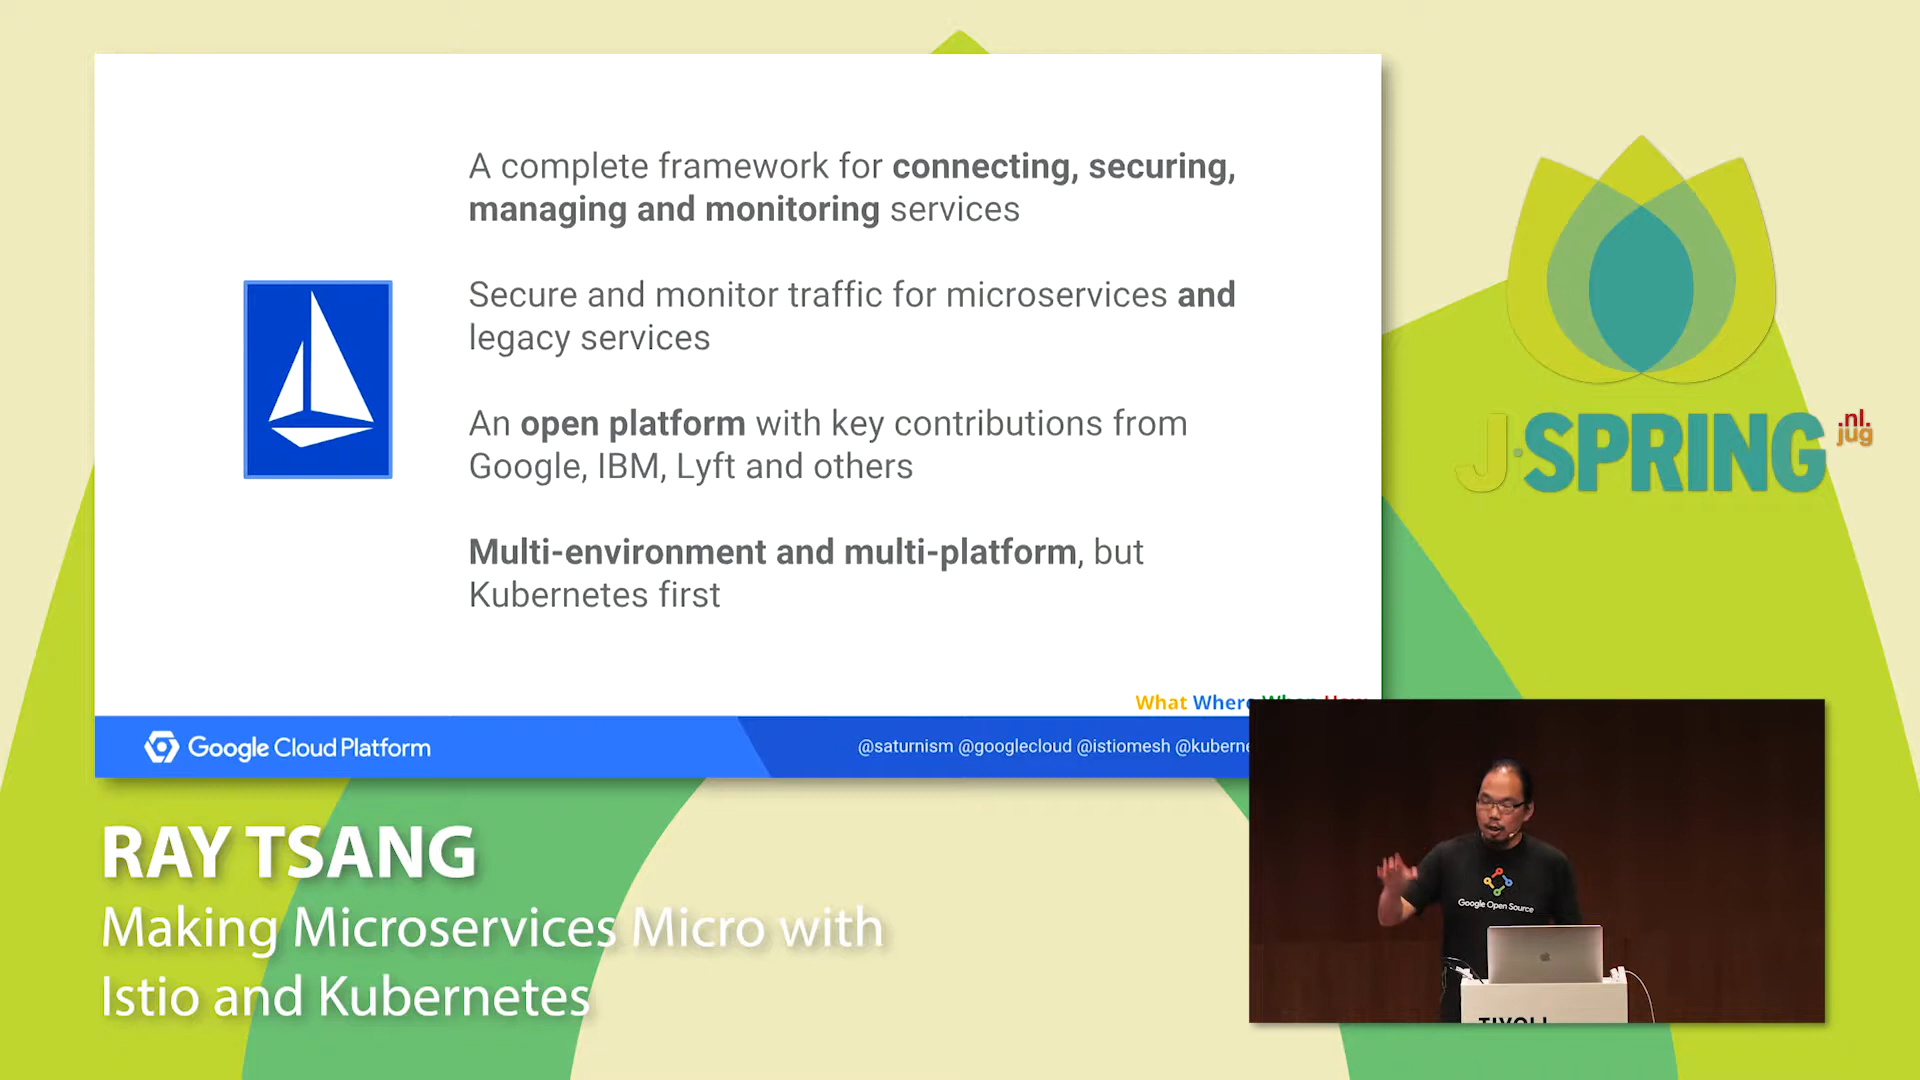 A complete framework for connecting, securing,
managing and monitoring services
Secure and monitor traffic for microservices and
legacy services
An open platform with key contributions from
Google, IBM, Lyft and others
Multi-environment and multi-platform, but
Kubernetes first
What Where
Google Cloud Platform
@saturnism @googlecloud @istiomesh @kuberne
J·SPRING
.nl.
jug
RAY TSANG
Making Microservices Micro with
Istio and Kubernetes
Google Open Source
TIVOLI